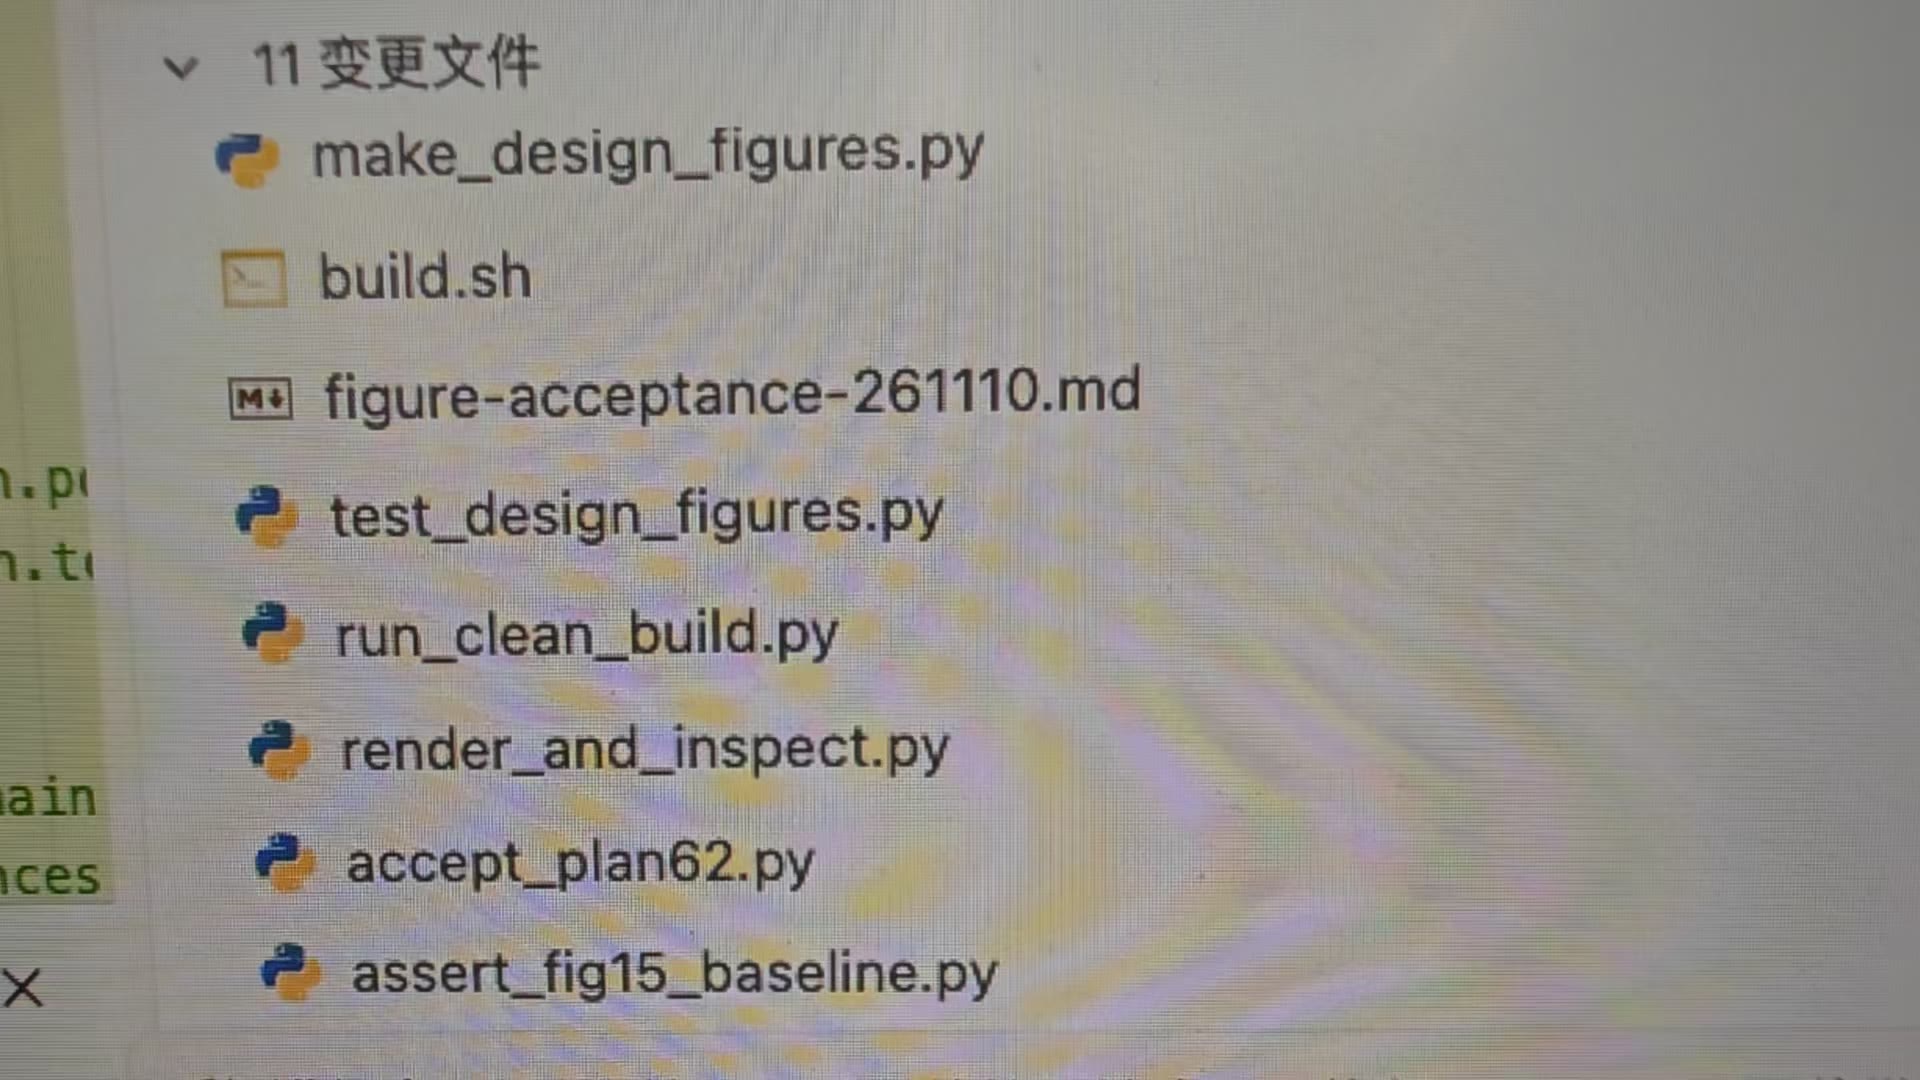 11 变更文件
make_design_figures.py
build.sh
figure-acceptance-261110.md
test_design_figures.py
run_clean_build.py
render_and_inspect.py
accept_plan62.py
assert_fig15_baseline.py